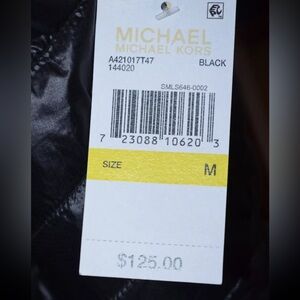 MICHAEL
MICHAEL KORS
A421017T47
144020 BLACK
SMLS646-0002
7 23088 10620 3
SIZE M
$125.00